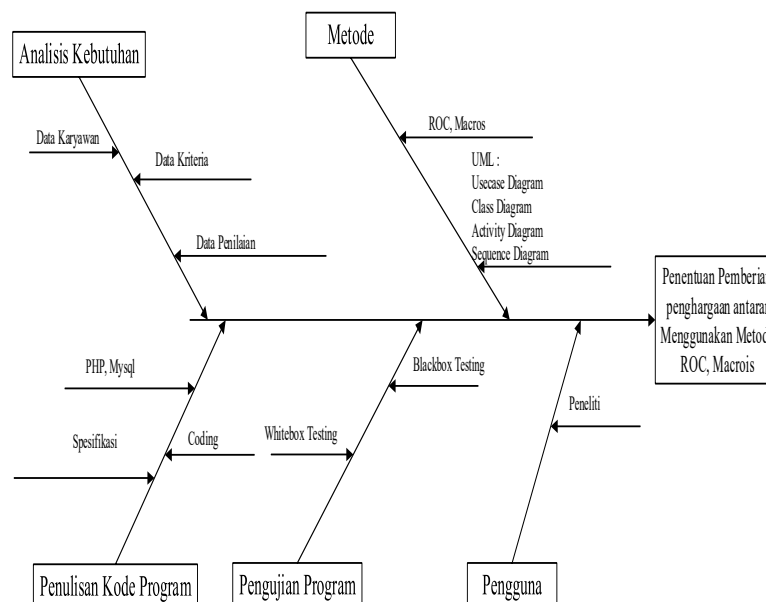 Analisis Kebutuhan
Metode
Data Karyawan
Data Kriteria
Data Penilaian
ROC, Macros
UML :
Usecase Diagram
Class Diagram
Activity Diagram
Sequence Diagram
Penentuan Pemberian
penghargaan antaran
Menggunakan Metod
ROC, Macrois
PHP, Mysql
Spesifikasi
Coding
Blackbox Testing
Whitebox Testing
Peneliti
Penulisan Kode Program
Pengujian Program
Pengguna